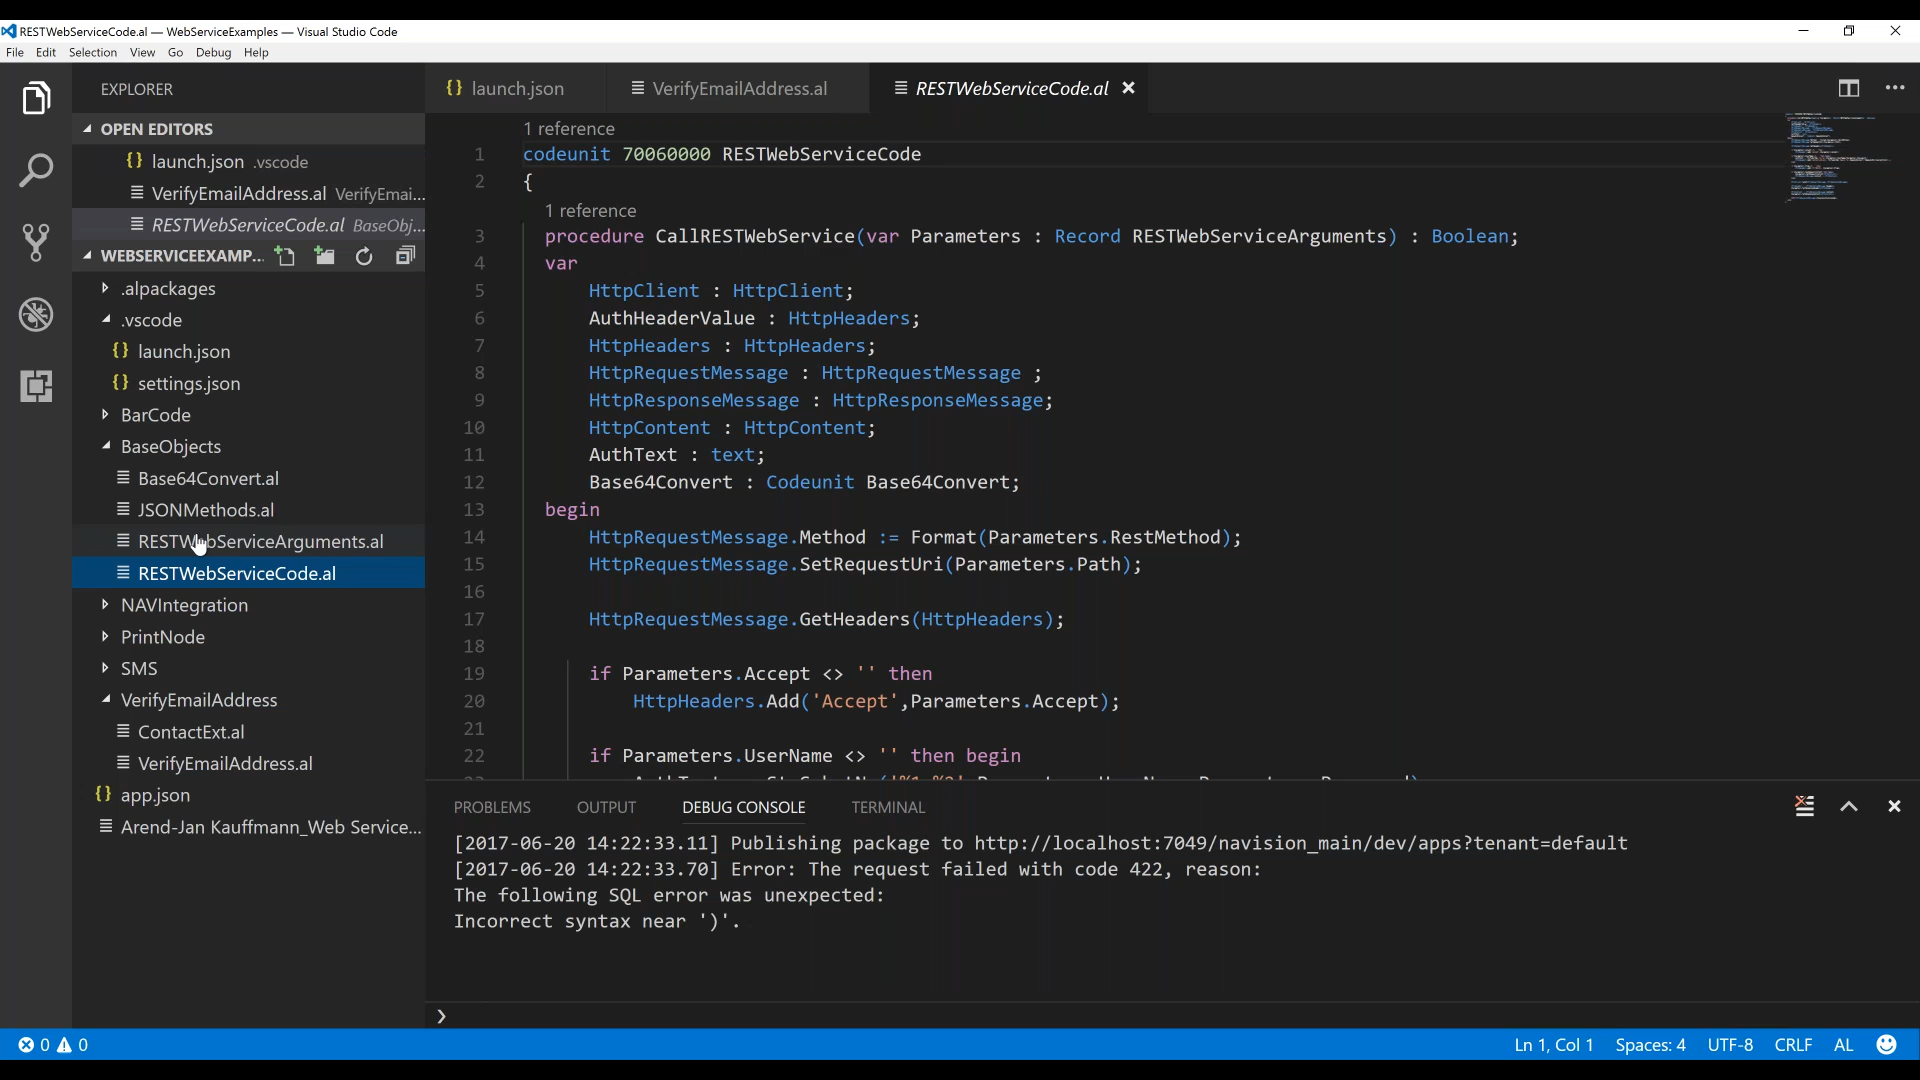 RESTWebServiceCode.al — WebServiceExamples — Visual Studio Code
File Edit Selection View Go Debug Help
EXPLORER
OPEN EDITORS
{} launch.json .vscode
VerifyEmailAddress.al VerifyEmai...
RESTWebServiceCode.al BaseObj...
WEBSERVICEEXAMP...
.alpackages
.vscode
{} launch.json
{} settings.json
BarCode
BaseObjects
Base64Convert.al
JSONMethods.al
RESTWebServiceArguments.al
RESTWebServiceCode.al
NAVIntegration
PrintNode
SMS
VerifyEmailAddress
ContactExt.al
VerifyEmailAddress.al
{} app.json
Arend-Jan Kauffmann_Web Service...
{} launch.json VerifyEmailAddress.al RESTWebServiceCode.al
1 reference
1 codeunit 70060000 RESTWebServiceCode
2 {
1 reference
3 procedure CallRESTWebService(var Parameters : Record RESTWebServiceArguments) : Boolean;
4 var
5 HttpClient : HttpClient;
6 AuthHeaderValue : HttpHeaders;
7 HttpHeaders : HttpHeaders;
8 HttpRequestMessage : HttpRequestMessage ;
9 HttpResponseMessage : HttpResponseMessage;
10 HttpContent : HttpContent;
11 AuthText : text;
12 Base64Convert : Codeunit Base64Convert;
13 begin
14 HttpRequestMessage.Method := Format(Parameters.RestMethod);
15 HttpRequestMessage.SetRequestUri(Parameters.Path);
16
17 HttpRequestMessage.GetHeaders(HttpHeaders);
18
19 if Parameters.Accept <> '' then
20 HttpHeaders.Add('Accept',Parameters.Accept);
21
22 if Parameters.UserName <> '' then begin
PROBLEMS OUTPUT DEBUG CONSOLE TERMINAL
[2017-06-20 14:22:33.11] Publishing package to http://localhost:7049/navision_main/dev/apps?tenant=default
[2017-06-20 14:22:33.70] Error: The request failed with code 422, reason:
The following SQL error was unexpected:
Incorrect syntax near ')'.
0 0 Ln 1, Col 1 Spaces: 4 UTF-8 CRLF AL